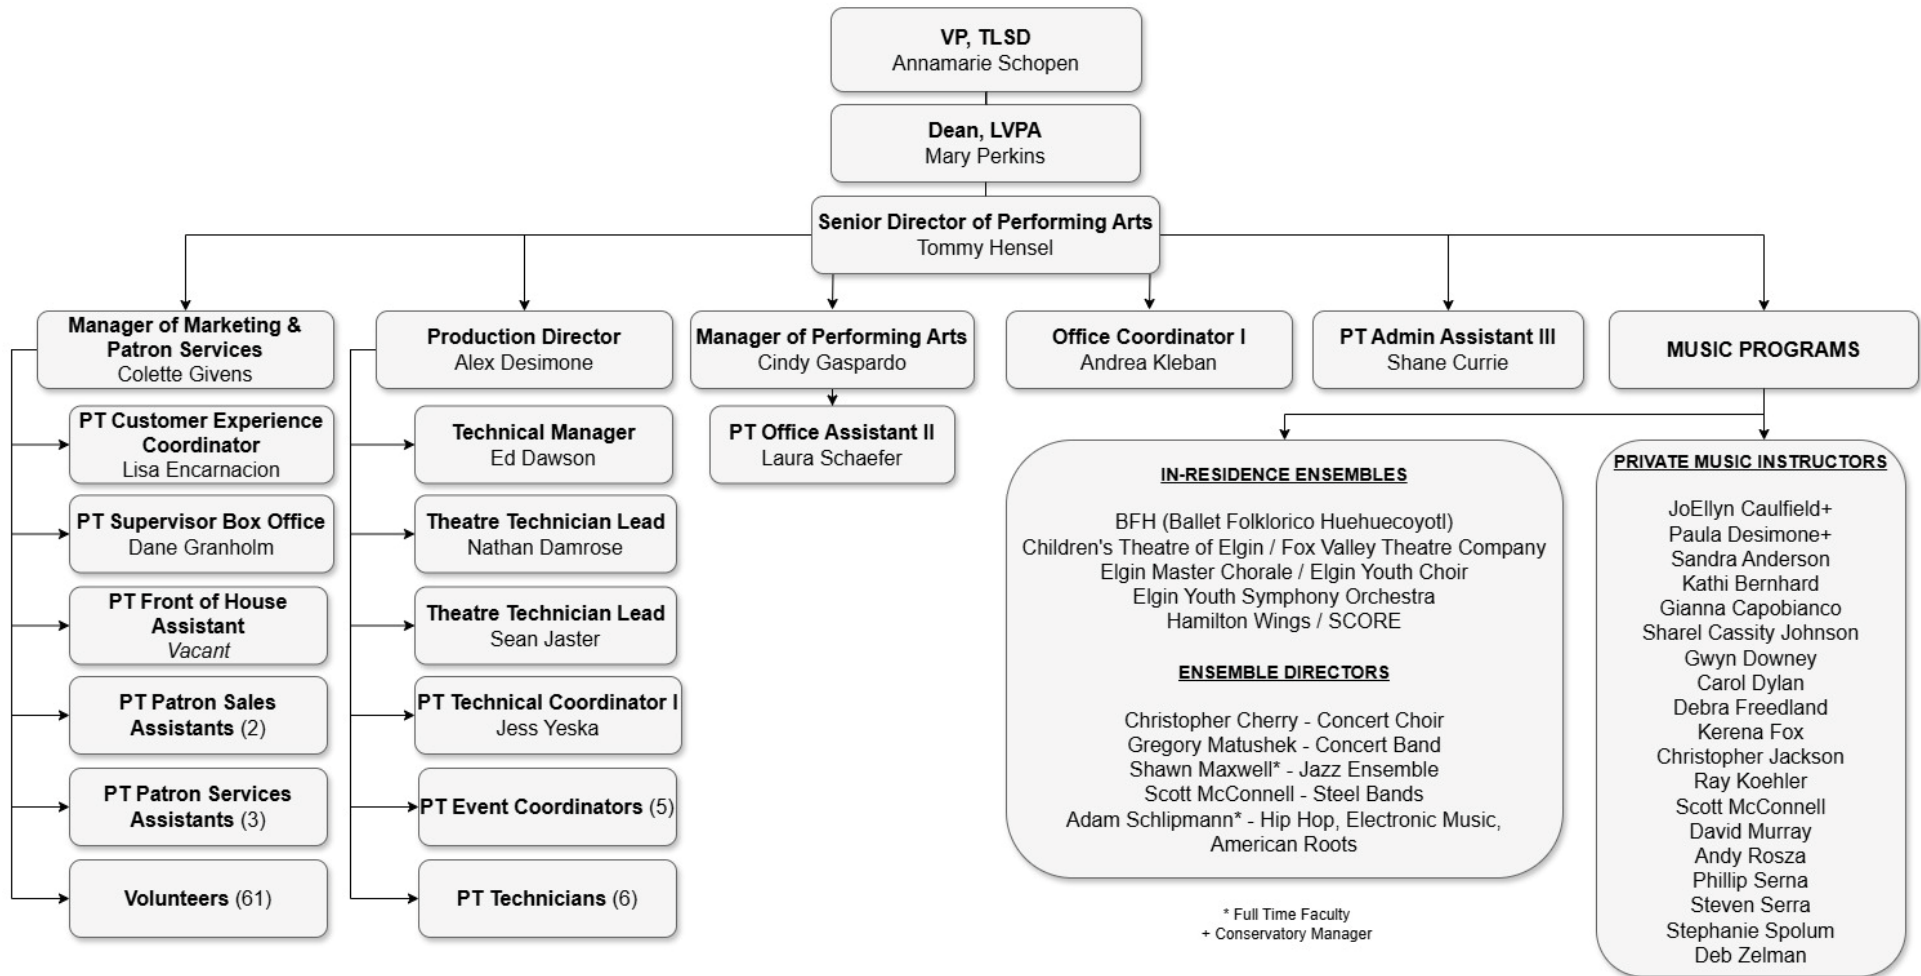 VP, TLSD
Annamarie Schopen
Dean, LVPA
Mary Perkins
Senior Director of Performing Arts
Tommy Hensel
Manager of Marketing &
Patron Services
Colette Givens
Production Director
Alex Desimone
Manager of Performing Arts
Cindy Gaspardo
Office Coordinator I
Andrea Kleban
PT Admin Assistant III
Shane Currie
MUSIC PROGRAMS
PT Customer Experience
Coordinator
Lisa Encarnacion
PT Supervisor Box Office
Dane Granholm
PT Front of House
Assistant
Vacant
PT Patron Sales
Assistants (2)
PT Patron Services
Assistants (3)
Volunteers (61)
Technical Manager
Ed Dawson
Theatre Technician Lead
Nathan Damrose
Theatre Technician Lead
Sean Jaster
PT Technical Coordinator I
Jess Yeska
PT Event Coordinators (5)
PT Technicians (6)
PT Office Assistant II
Laura Schaefer
IN-RESIDENCE ENSEMBLES
BFH (Ballet Folklorico Huehuecoyotl)
Children's Theatre of Elgin / Fox Valley Theatre Company
Elgin Master Chorale / Elgin Youth Choir
Elgin Youth Symphony Orchestra
Hamilton Wings / SCORE
ENSEMBLE DIRECTORS
Christopher Cherry - Concert Choir
Gregory Matushek - Concert Band
Shawn Maxwell* - Jazz Ensemble
Scott McConnell - Steel Bands
Adam Schlipmann* - Hip Hop, Electronic Music,
American Roots
* Full Time Faculty
+ Conservatory Manager
PRIVATE MUSIC INSTRUCTORS
JoEllyn Caulfield+
Paula Desimone+
Sandra Anderson
Kathi Bernhard
Gianna Capobianco
Sharel Cassity Johnson
Gwyn Downey
Carol Dylan
Debra Freedland
Kerena Fox
Christopher Jackson
Ray Koehler
Scott McConnell
David Murray
Andy Rosza
Phillip Serna
Steven Serra
Stephanie Spolum
Deb Zelman